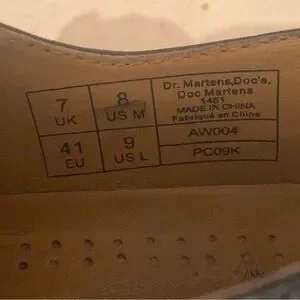 7
UK
8
US M
41
EU
9
US L
Dr. Martens,Doc's,
Doc Martens
1461
MADE IN CHINA
Fabriqué en Chine
AW004
PC09K